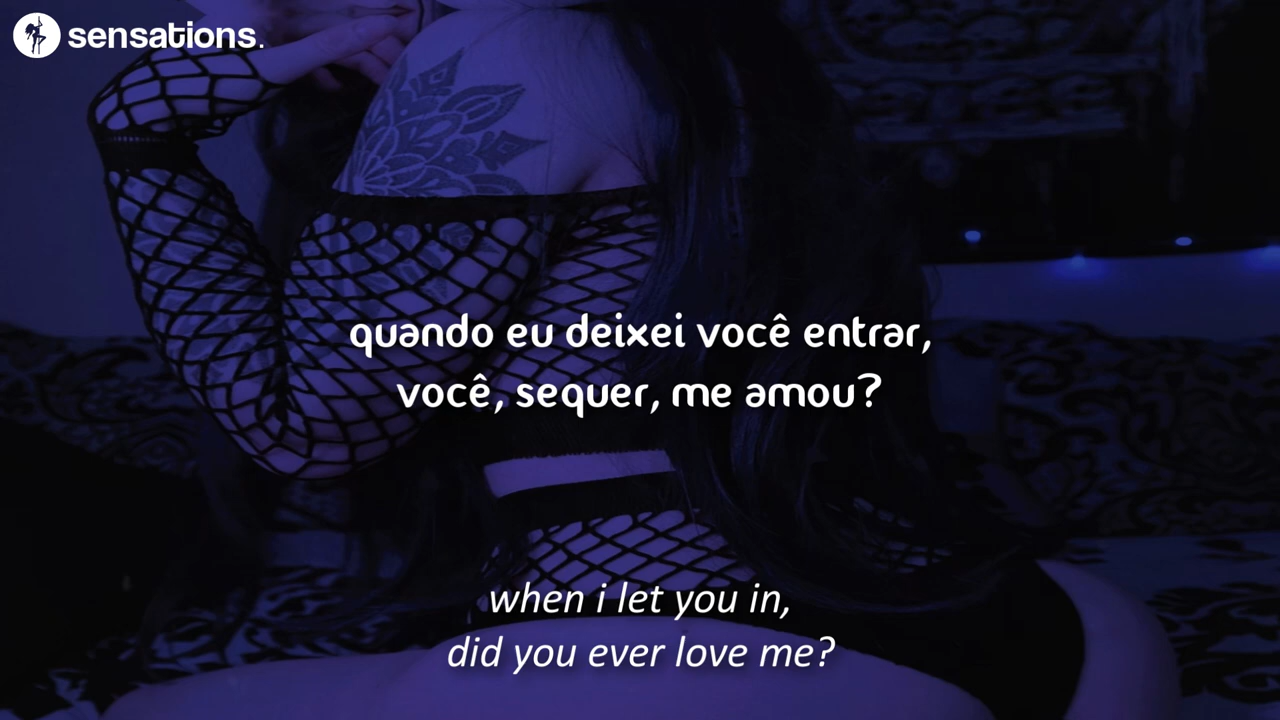 sensations.
quando eu deixei você entrar,
você, sequer, me amou?
when i let you in,
did you ever love me?